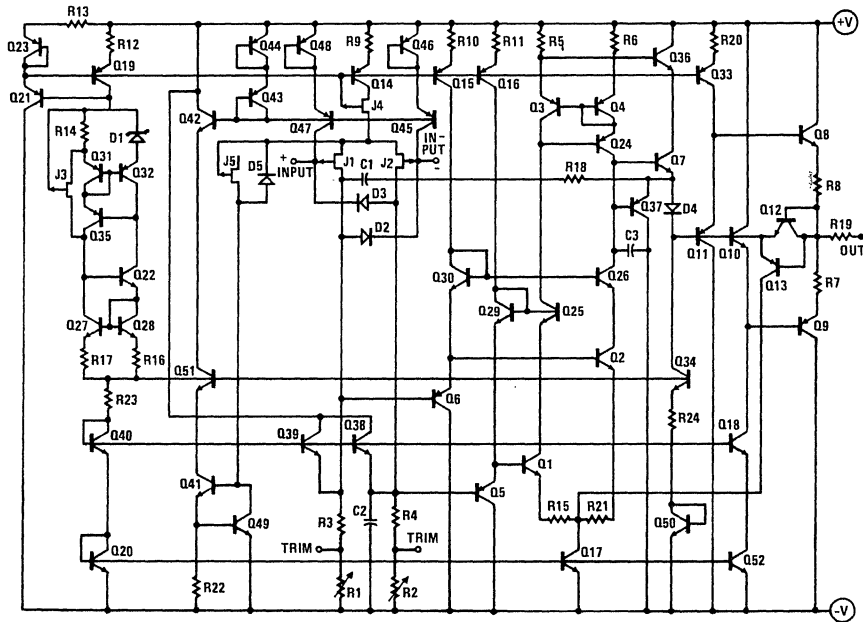 R13
+V
Q23
R12
Q44
Q48
R9
Q46
R10
R11
R5
R6
Q36
R20
Q19
Q14
Q15
Q16
Q33
Q21
J4
Q43
Q3
Q4
Q42
Q47
Q45
Q8
R14
D1
IN-
PUT
-
Q24
J5
D5
+
INPUT
J1
C1
J2
R18
Q7
Q31
Q32
J3
R8
D3
Q37
D4
Q12
Q35
D2
C3
R19
OUT
Q11
Q10
Q13
Q22
Q30
Q26
R7
Q27
Q28
Q29
Q25
Q9
R17
R16
Q2
Q51
Q34
R23
Q6
R24
Q40
Q39
Q38
Q18
Q41
Q1
Q5
R15
R21
Q49
R3
C2
R4
Q50
TRIM
TRIM
Q20
Q17
Q52
R22
R1
R2
-V